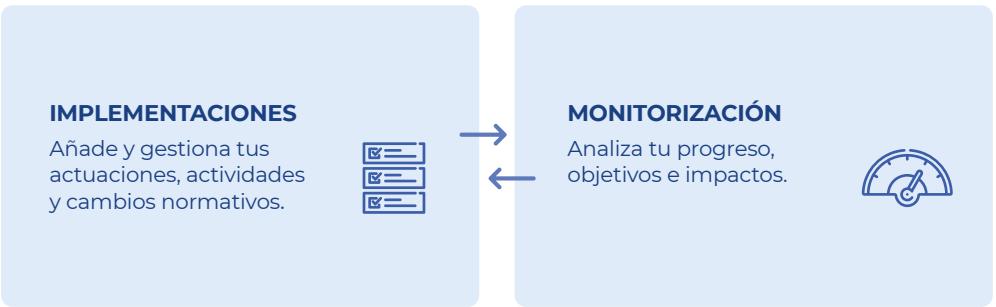 IMPLEMENTACIONES
Añade y gestiona tus
actuaciones, actividades
y cambios normativos.
MONITORIZACIÓN
Analiza tu progreso,
objetivos e impactos.